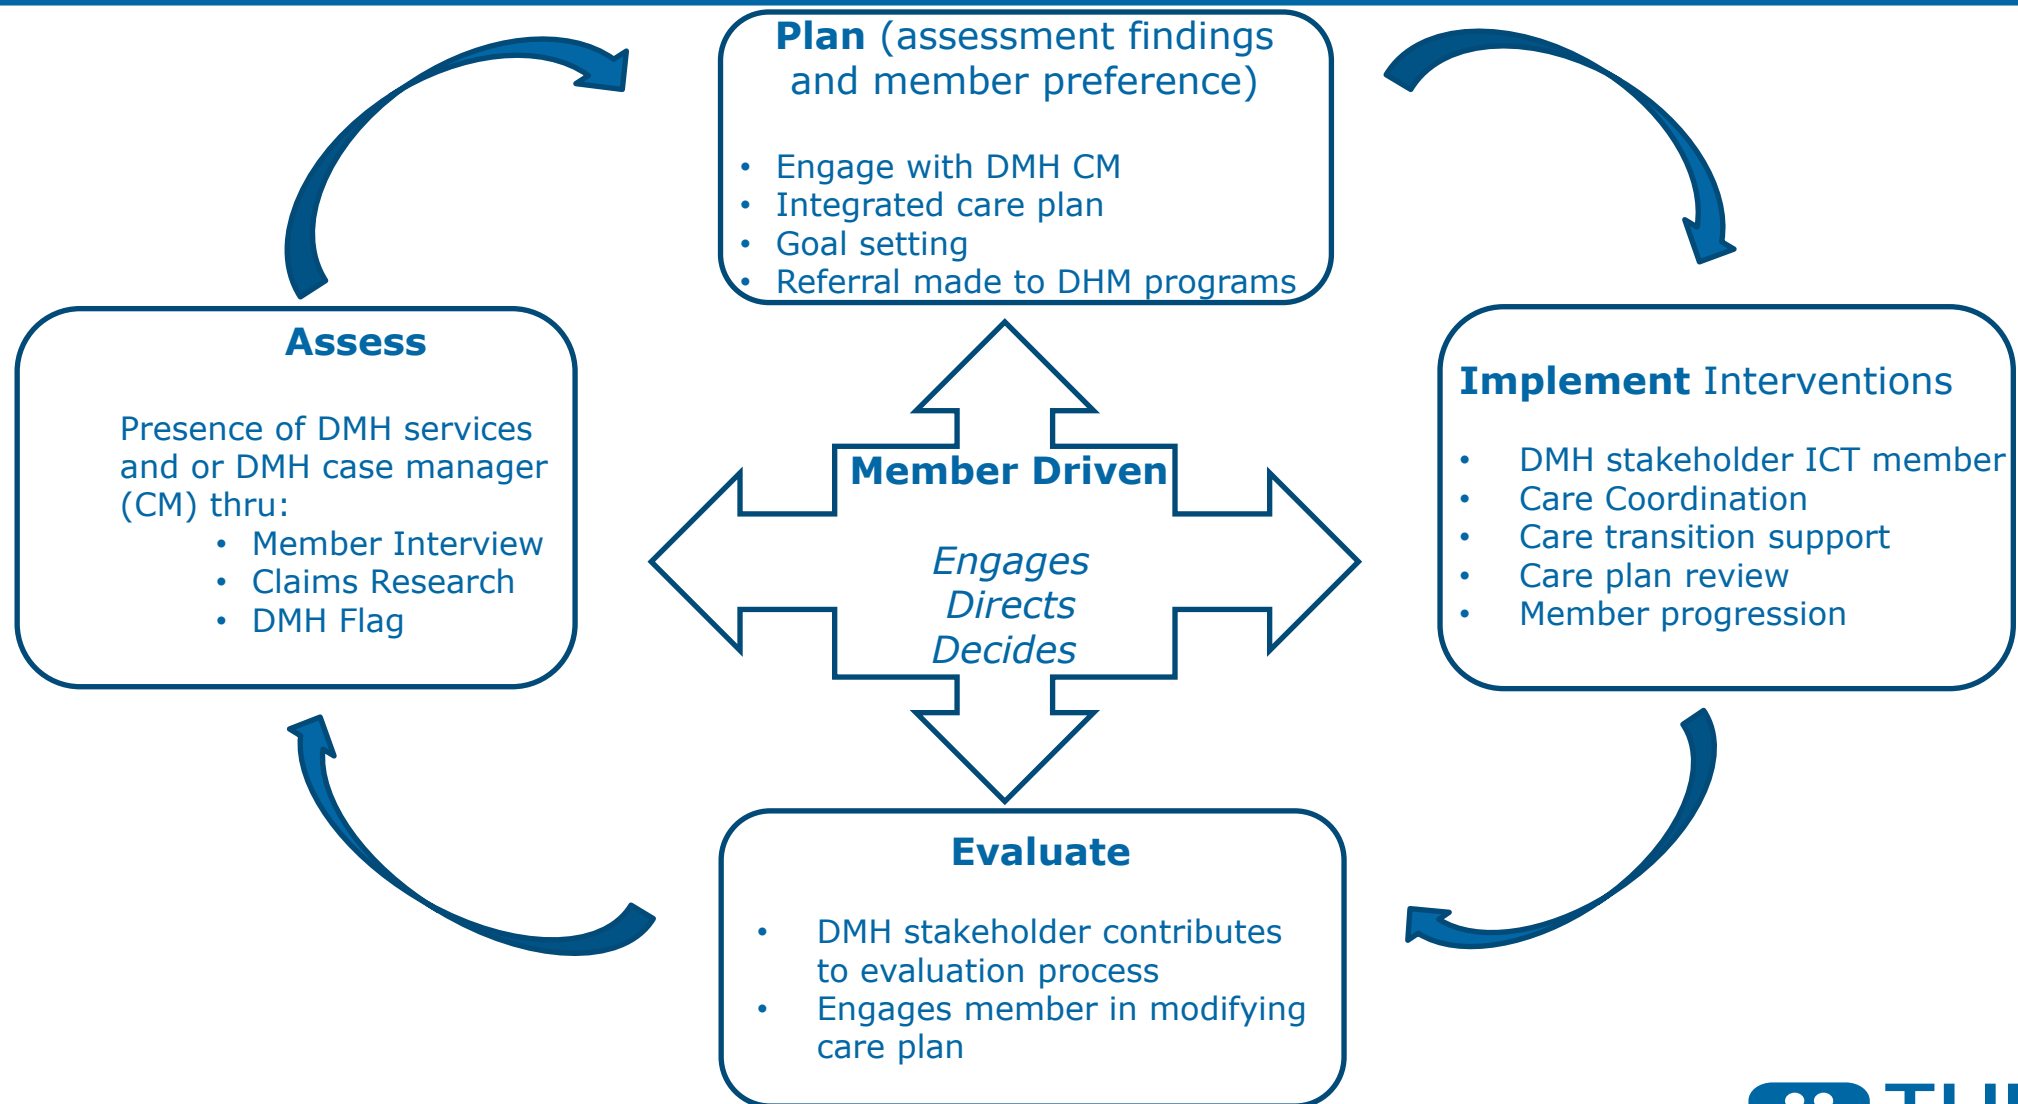 Plan (assessment findings
and member preference)
• Engage with DMH CM
• Integrated care plan
• Goal setting
• Referral made to DHM programs
Assess
Presence of DMH services
and or DMH case manager
(CM) thru:
• Member Interview
• Claims Research
• DMH Flag
Member Driven
Engages
Directs
Decides
Implement Interventions
• DMH stakeholder ICT member
• Care Coordination
• Care transition support
• Care plan review
• Member progression
Evaluate
• DMH stakeholder contributes
to evaluation process
• Engages member in modifying
care plan